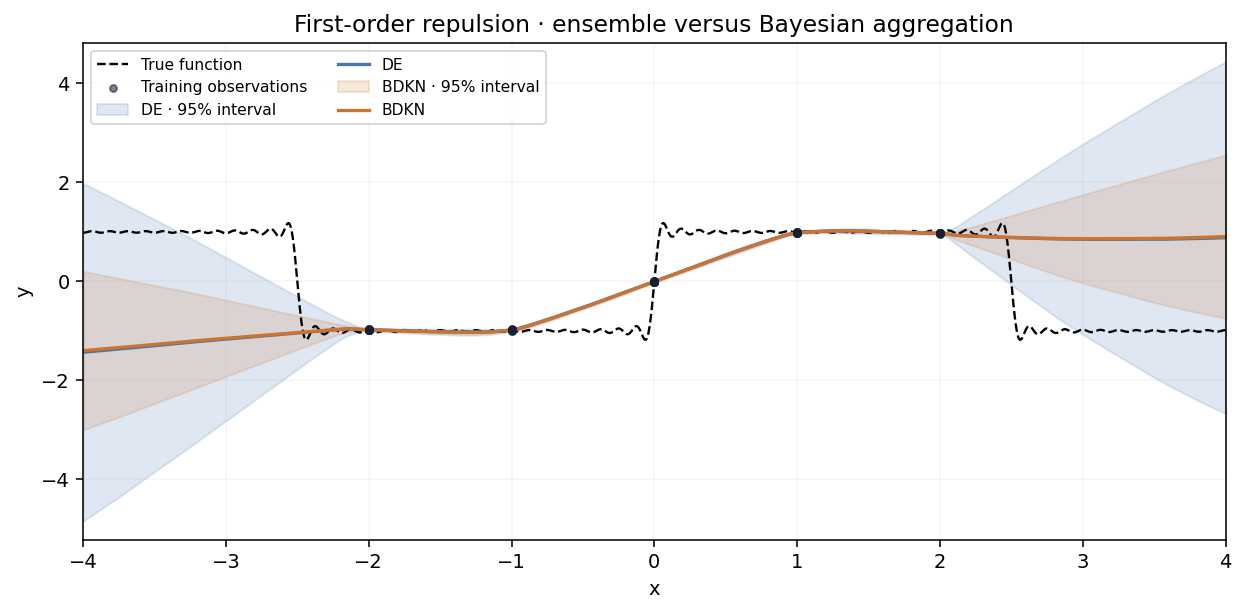 First-order repulsion · ensemble versus Bayesian aggregation
True function
Training observations
DE · 95% interval
DE
BDKN · 95% interval
BDKN
y
4
2
0
−2
−4
−4 −3 −2 −1 0 1 2 3 4
x